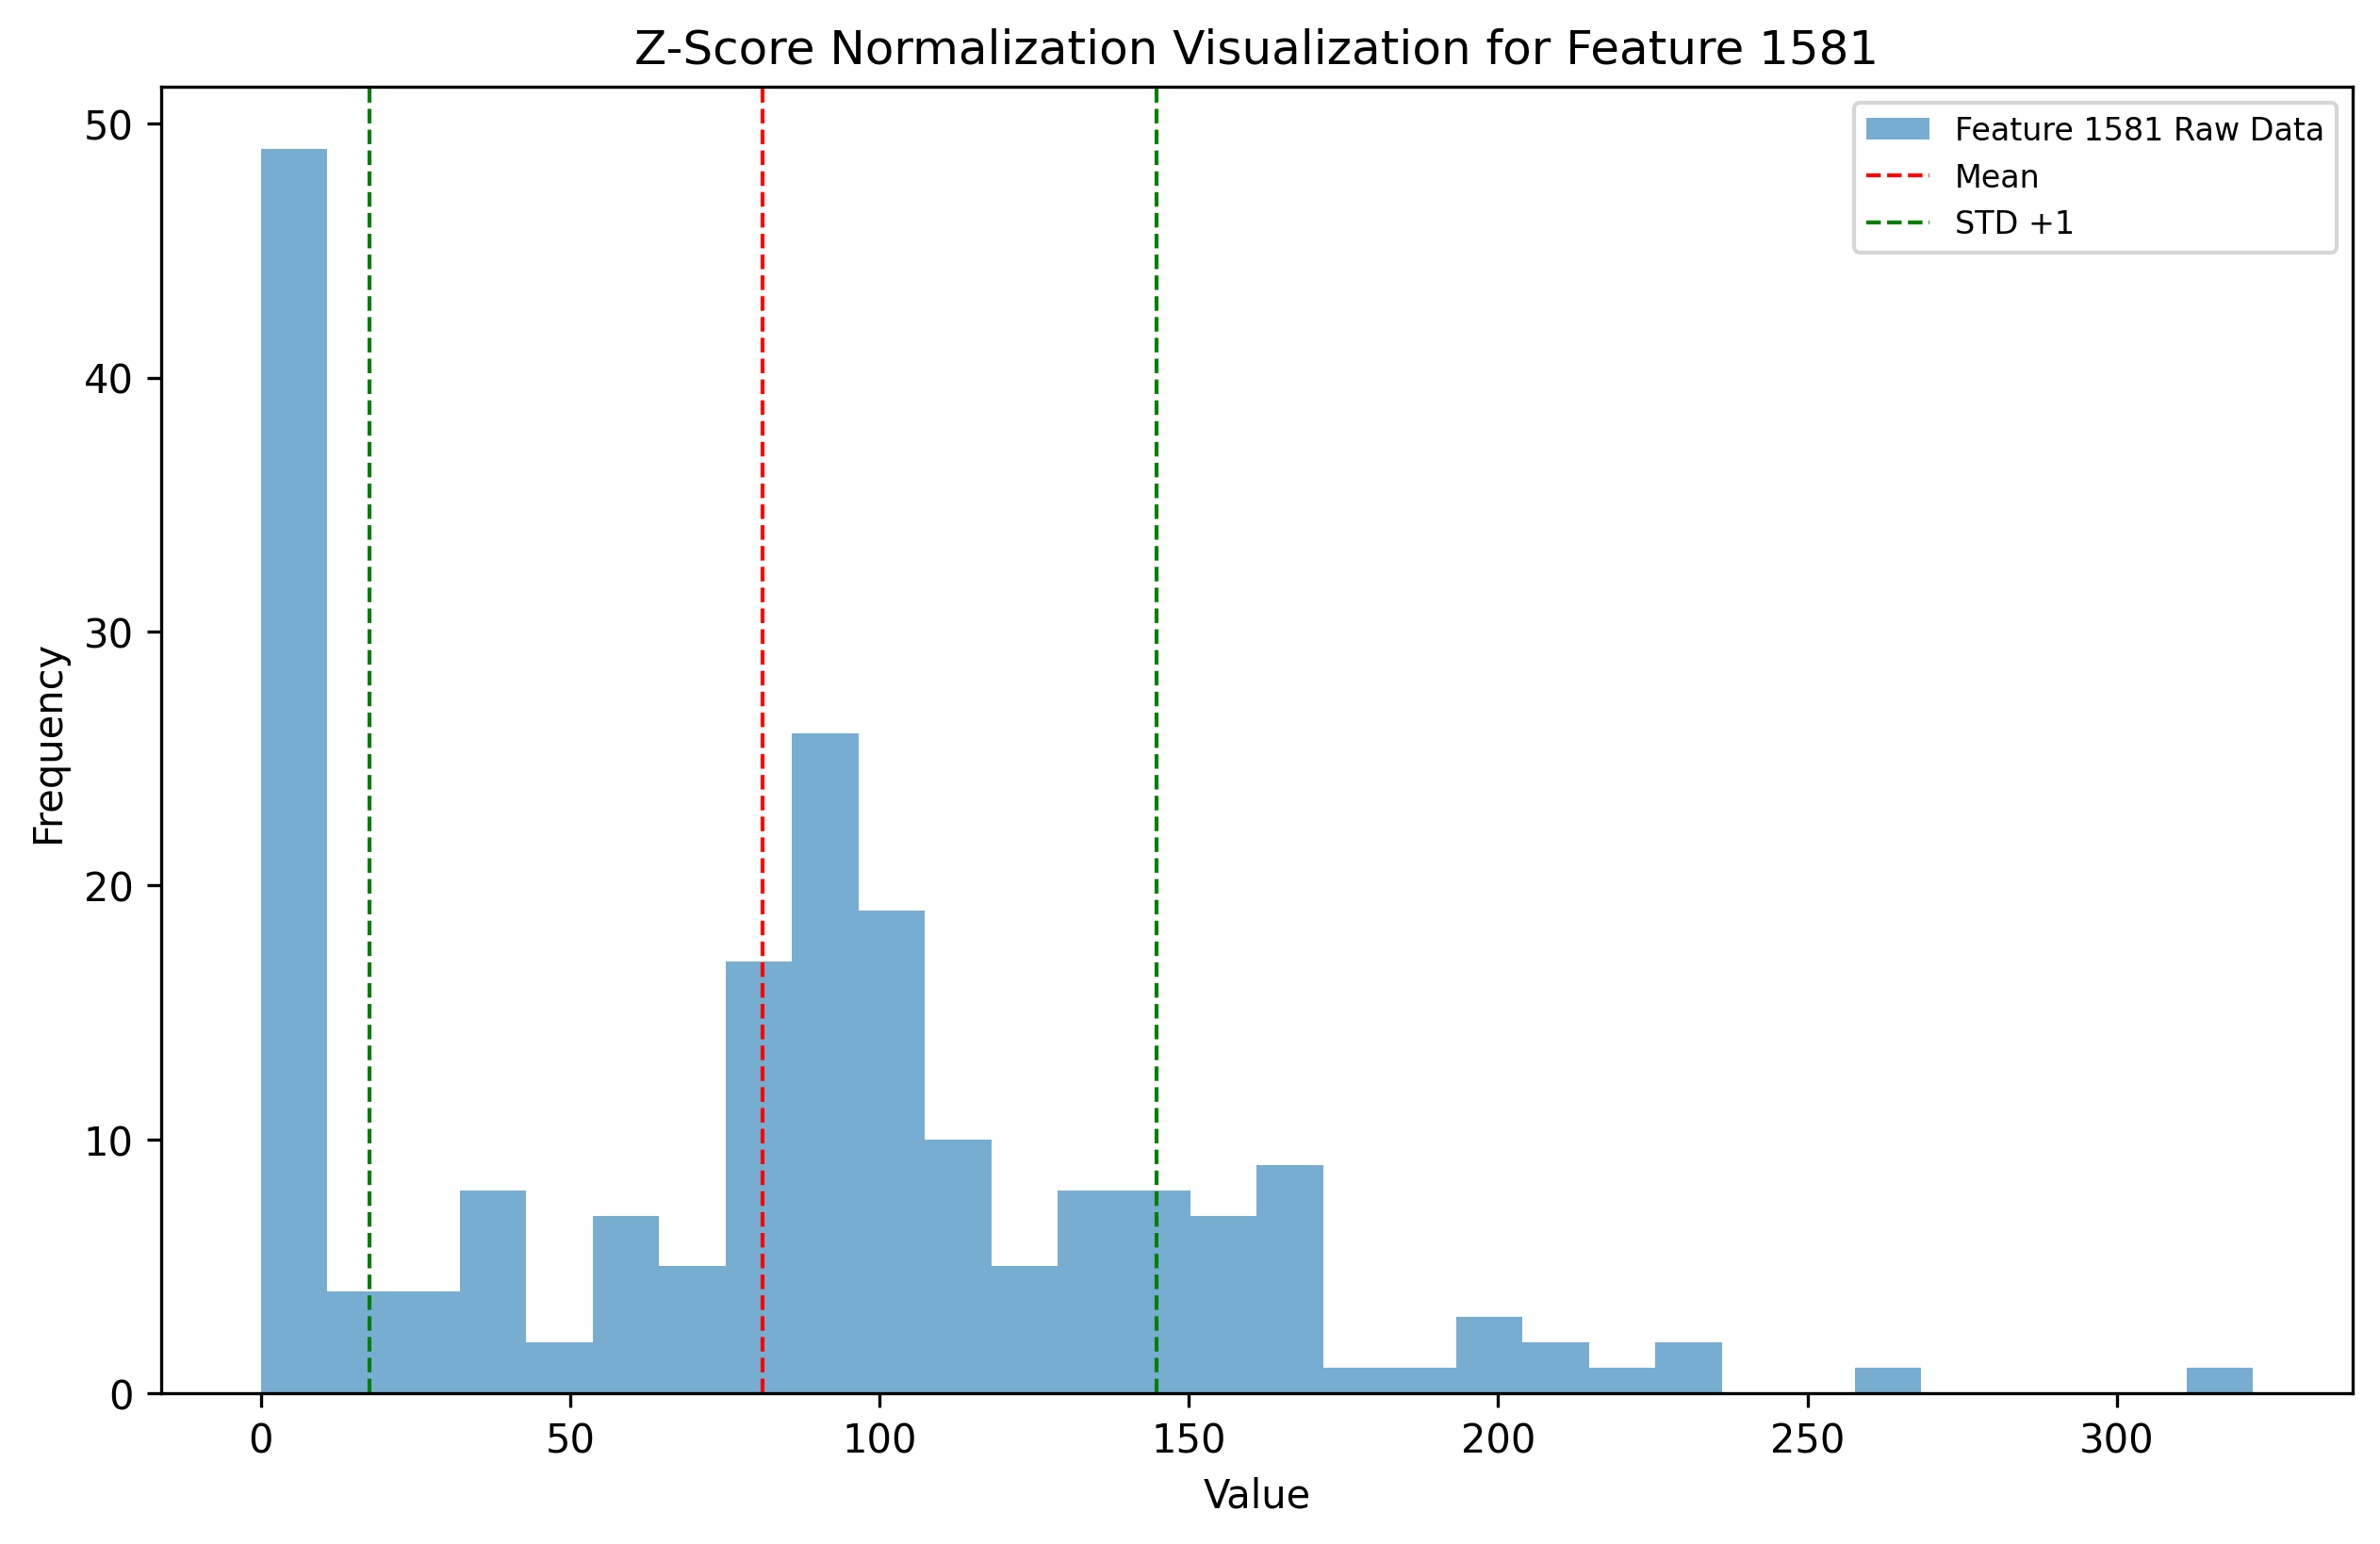 Z-Score Normalization Visualization for Feature 1581
Feature 1581 Raw Data
Mean
STD +1
50
40
30
20
10
0
Frequency
0 50 100 150 200 250 300
Value